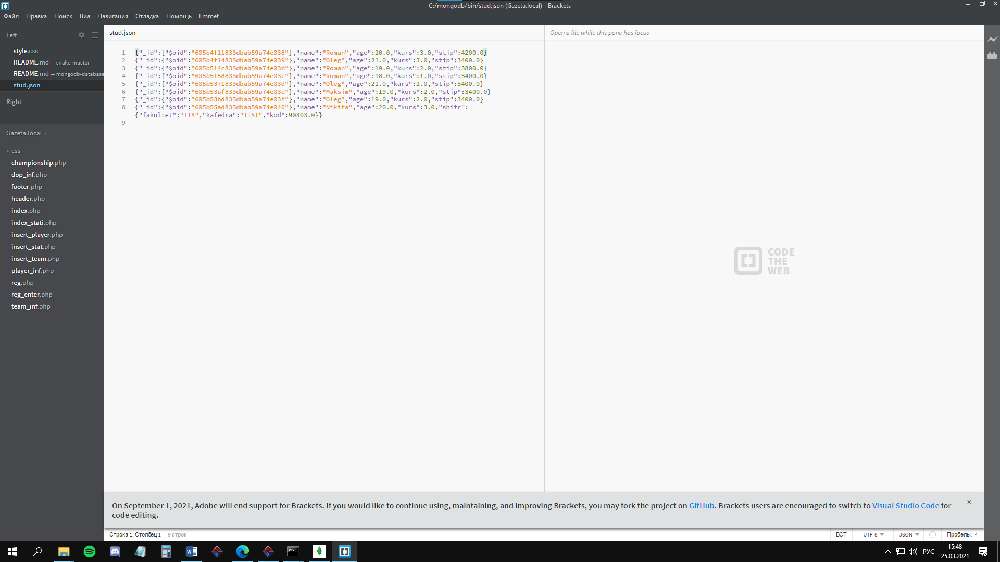 C:/mongodb/bin/stud.json (Gazeta.local) - Brackets
Файл Правка Поиск Вид Навигация Отладка Помощь Emmet
Left
style.css
README.md — snake-master
README.md — mongodb-database
stud.json
Right
Gazeta.local
css
championship.php
dop_inf.php
footer.php
header.php
index.php
index_stati.php
insert_player.php
insert_stat.php
insert_team.php
player_inf.php
reg.php
reg_enter.php
team_inf.php
stud.json
1 {"_id":{"$oid":"605b4f11833dbab59a74e038"},"name":"Roman","age":20.0,"kurs":3.0,"stip":4200.0}
2 {"_id":{"$oid":"605b4f14833dbab59a74e039"},"name":"Oleg","age":21.0,"kurs":3.0,"stip":3400.0}
3 {"_id":{"$oid":"605b514c833dbab59a74e03b"},"name":"Roman","age":19.0,"kurs":2.0,"stip":3800.0}
4 {"_id":{"$oid":"605b5158833dbab59a74e03c"},"name":"Roman","age":18.0,"kurs":1.0,"stip":3400.0}
5 {"_id":{"$oid":"605b5371833dbab59a74e03d"},"name":"Oleg","age":21.0,"kurs":2.0,"stip":3400.0}
6 {"_id":{"$oid":"605b53af833dbab59a74e03e"},"name":"Maksim","age":19.0,"kurs":2.0,"stip":3400.0}
7 {"_id":{"$oid":"605b53bd833dbab59a74e03f"},"name":"Oleg","age":19.0,"kurs":2.0,"stip":3400.0}
8 {"_id":{"$oid":"605b55ad833dbab59a74e040"},"name":"Nikita","age":20.0,"kurs":3.0,"shifr":
{"fakultet":"ITY","kafedra":"IIST","kod":90303.0}}
9
Open a file while this pane has focus
CODE
THE
WEB
On September 1, 2021, Adobe will end support for Brackets. If you would like to continue using, maintaining, and improving Brackets, you may fork the project on GitHub. Brackets users are encouraged to switch to Visual Studio Code for
code editing.
Строка 1, Столбец 1 — 9 строк
ВСТ UTF-8 JSON Пробелы: 4
РУС
15:48
25.03.2021